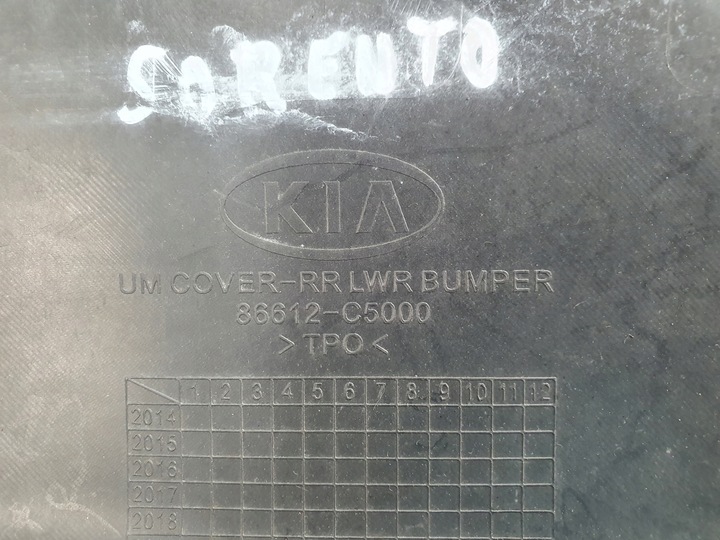 SORENTO
KIA
UM COVER-RR LWR BUMPER
86612-C5000
>TPO<
1 2 3 4 5 6 7 8 9 10 11 12
2014
2015
2016
2017
2018